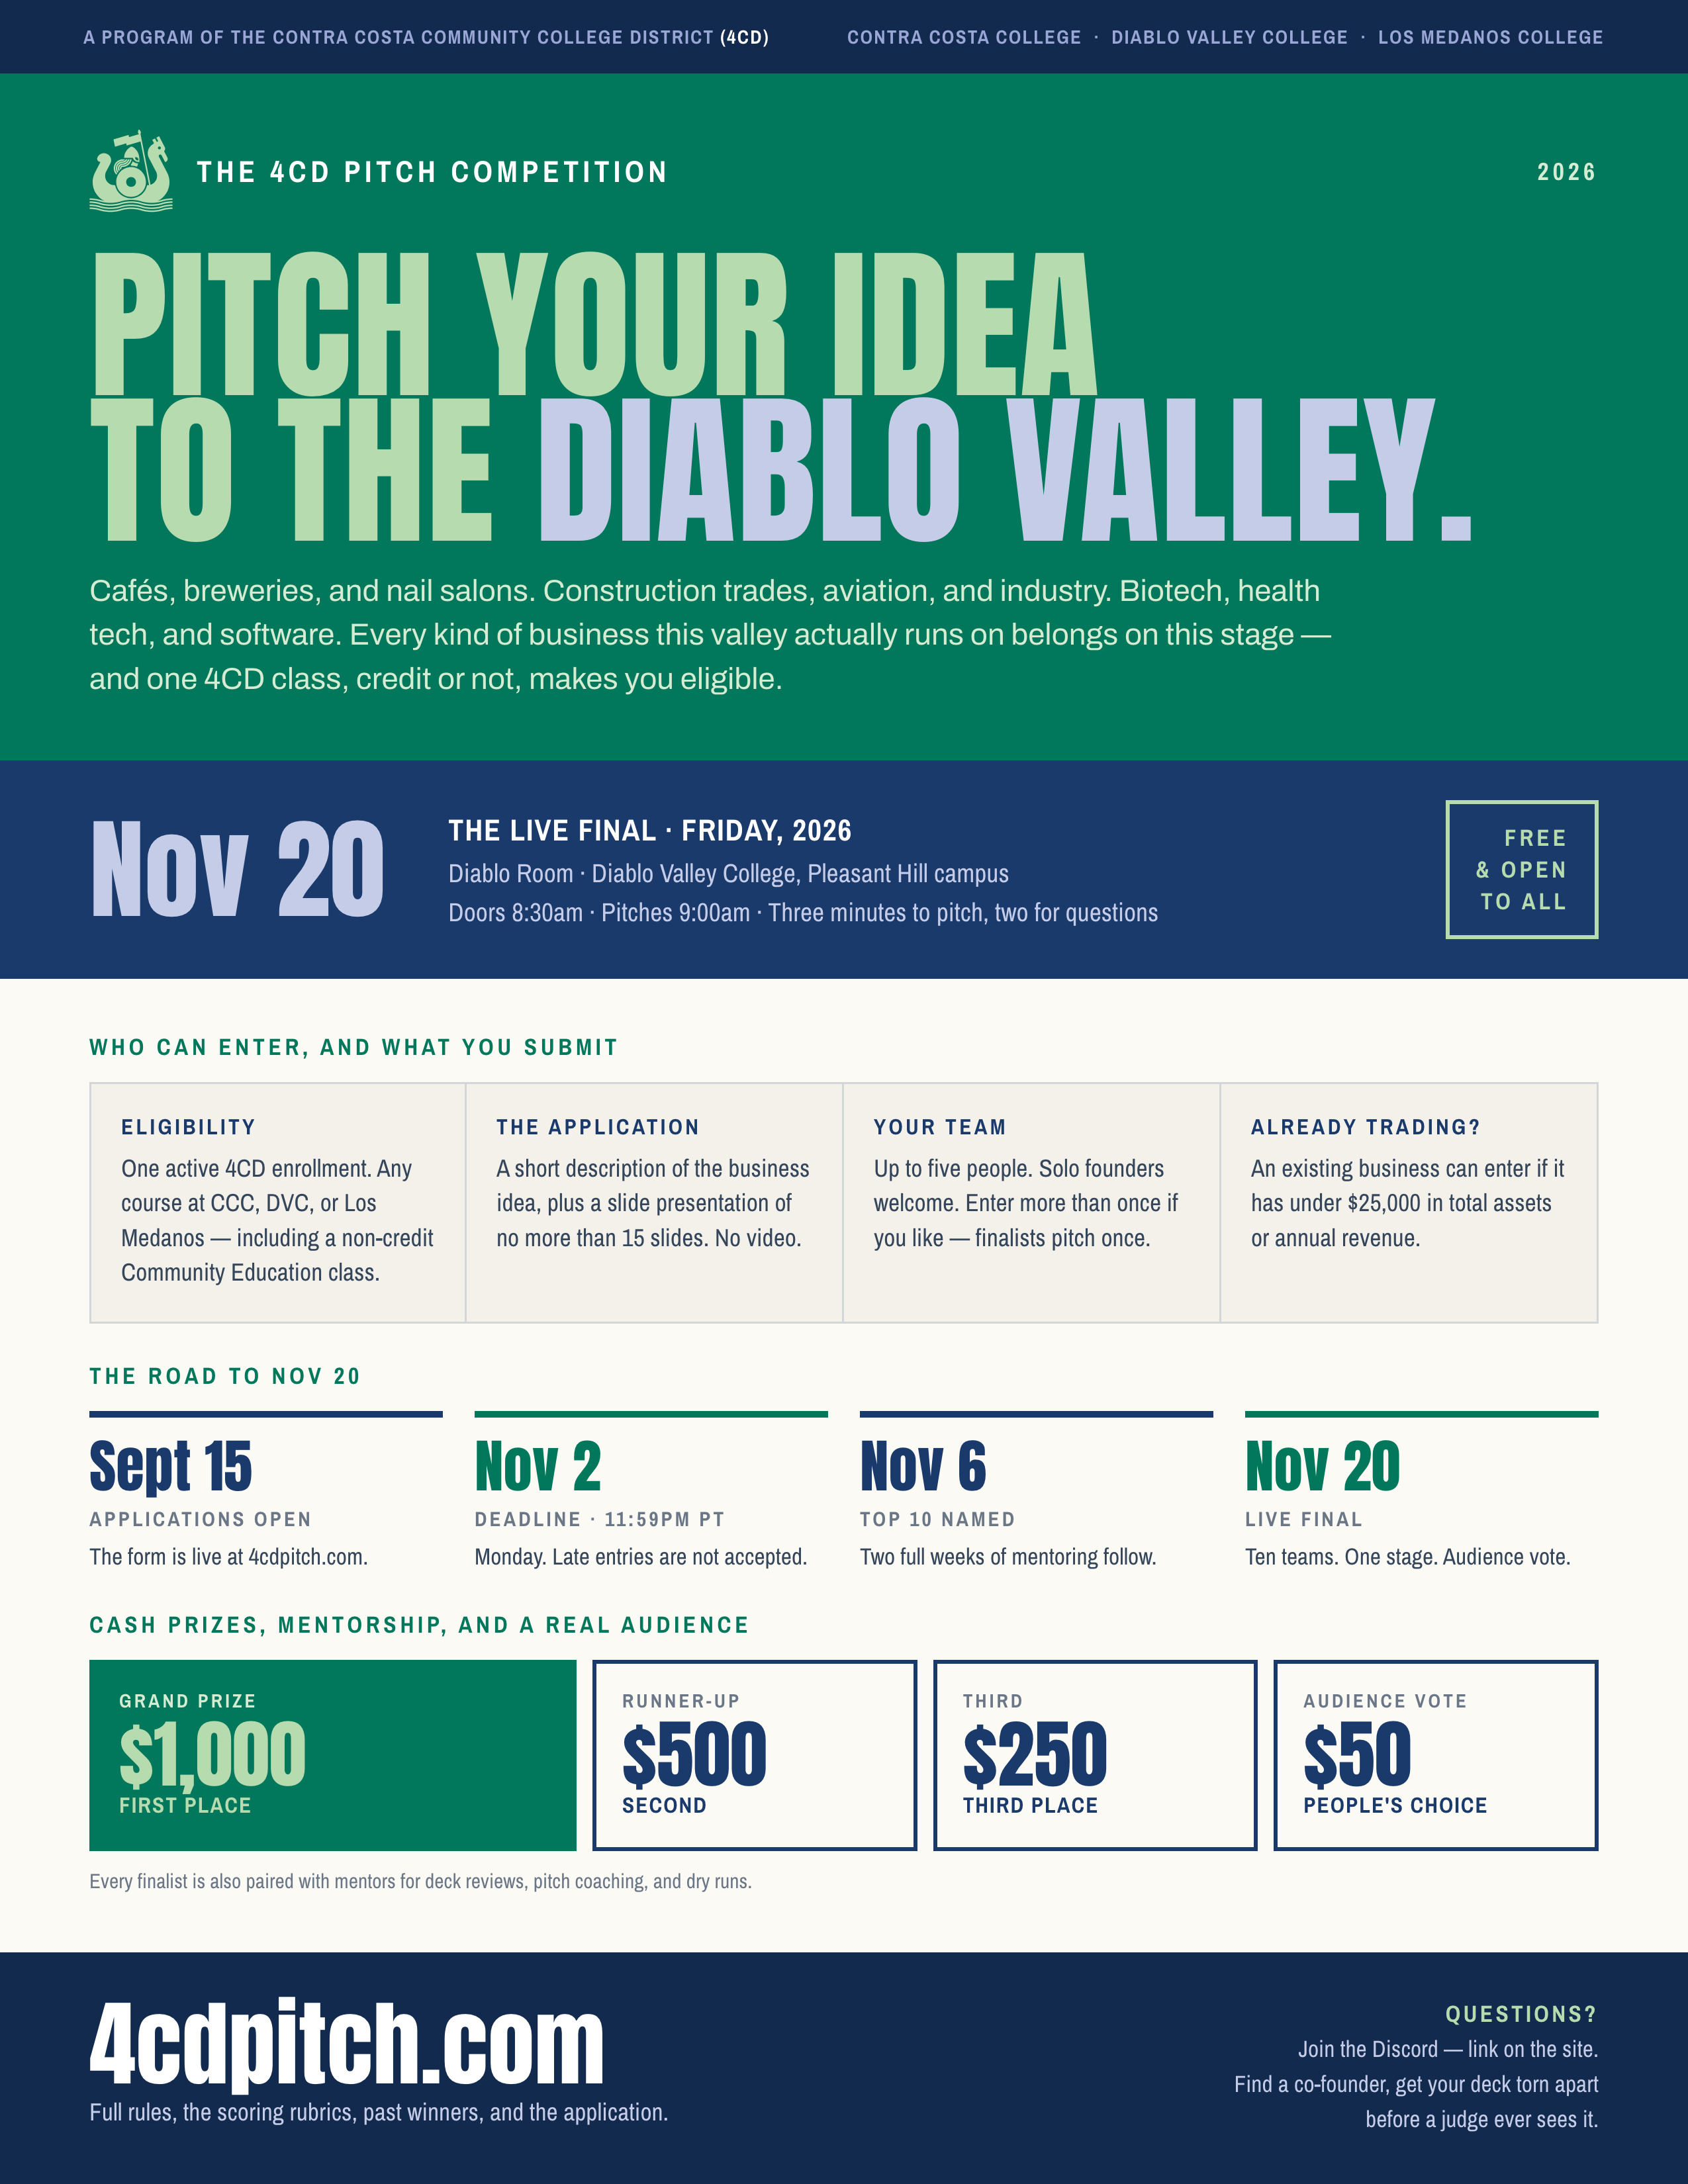 A PROGRAM OF THE CONTRA COSTA COMMUNITY COLLEGE DISTRICT (4CD)
CONTRA COSTA COLLEGE · DIABLO VALLEY COLLEGE · LOS MEDANOS COLLEGE
THE 4CD PITCH COMPETITION
2026
PITCH YOUR IDEA
TO THE DIABLO VALLEY.
Cafés, breweries, and nail salons. Construction trades, aviation, and industry. Biotech, health
tech, and software. Every kind of business this valley actually runs on belongs on this stage —
and one 4CD class, credit or not, makes you eligible.
Nov 20
THE LIVE FINAL · FRIDAY, 2026
Diablo Room · Diablo Valley College, Pleasant Hill campus
Doors 8:30am · Pitches 9:00am · Three minutes to pitch, two for questions
FREE
& OPEN
TO ALL
WHO CAN ENTER, AND WHAT YOU SUBMIT
ELIGIBILITY
One active 4CD enrollment. Any
course at CCC, DVC, or Los
Medanos — including a non-credit
Community Education class.
THE APPLICATION
A short description of the business
idea, plus a slide presentation of
no more than 15 slides. No video.
YOUR TEAM
Up to five people. Solo founders
welcome. Enter more than once if
you like — finalists pitch once.
ALREADY TRADING?
An existing business can enter if it
has under $25,000 in total assets
or annual revenue.
THE ROAD TO NOV 20
Sept 15
APPLICATIONS OPEN
The form is live at 4cdpitch.com.
Nov 2
DEADLINE · 11:59PM PT
Monday. Late entries are not accepted.
Nov 6
TOP 10 NAMED
Two full weeks of mentoring follow.
Nov 20
LIVE FINAL
Ten teams. One stage. Audience vote.
CASH PRIZES, MENTORSHIP, AND A REAL AUDIENCE
GRAND PRIZE
$1,000
FIRST PLACE
RUNNER-UP
$500
SECOND
THIRD
$250
THIRD PLACE
AUDIENCE VOTE
$50
PEOPLE'S CHOICE
Every finalist is also paired with mentors for deck reviews, pitch coaching, and dry runs.
4cdpitch.com
Full rules, the scoring rubrics, past winners, and the application.
QUESTIONS?
Join the Discord — link on the site.
Find a co-founder, get your deck torn apart
before a judge ever sees it.